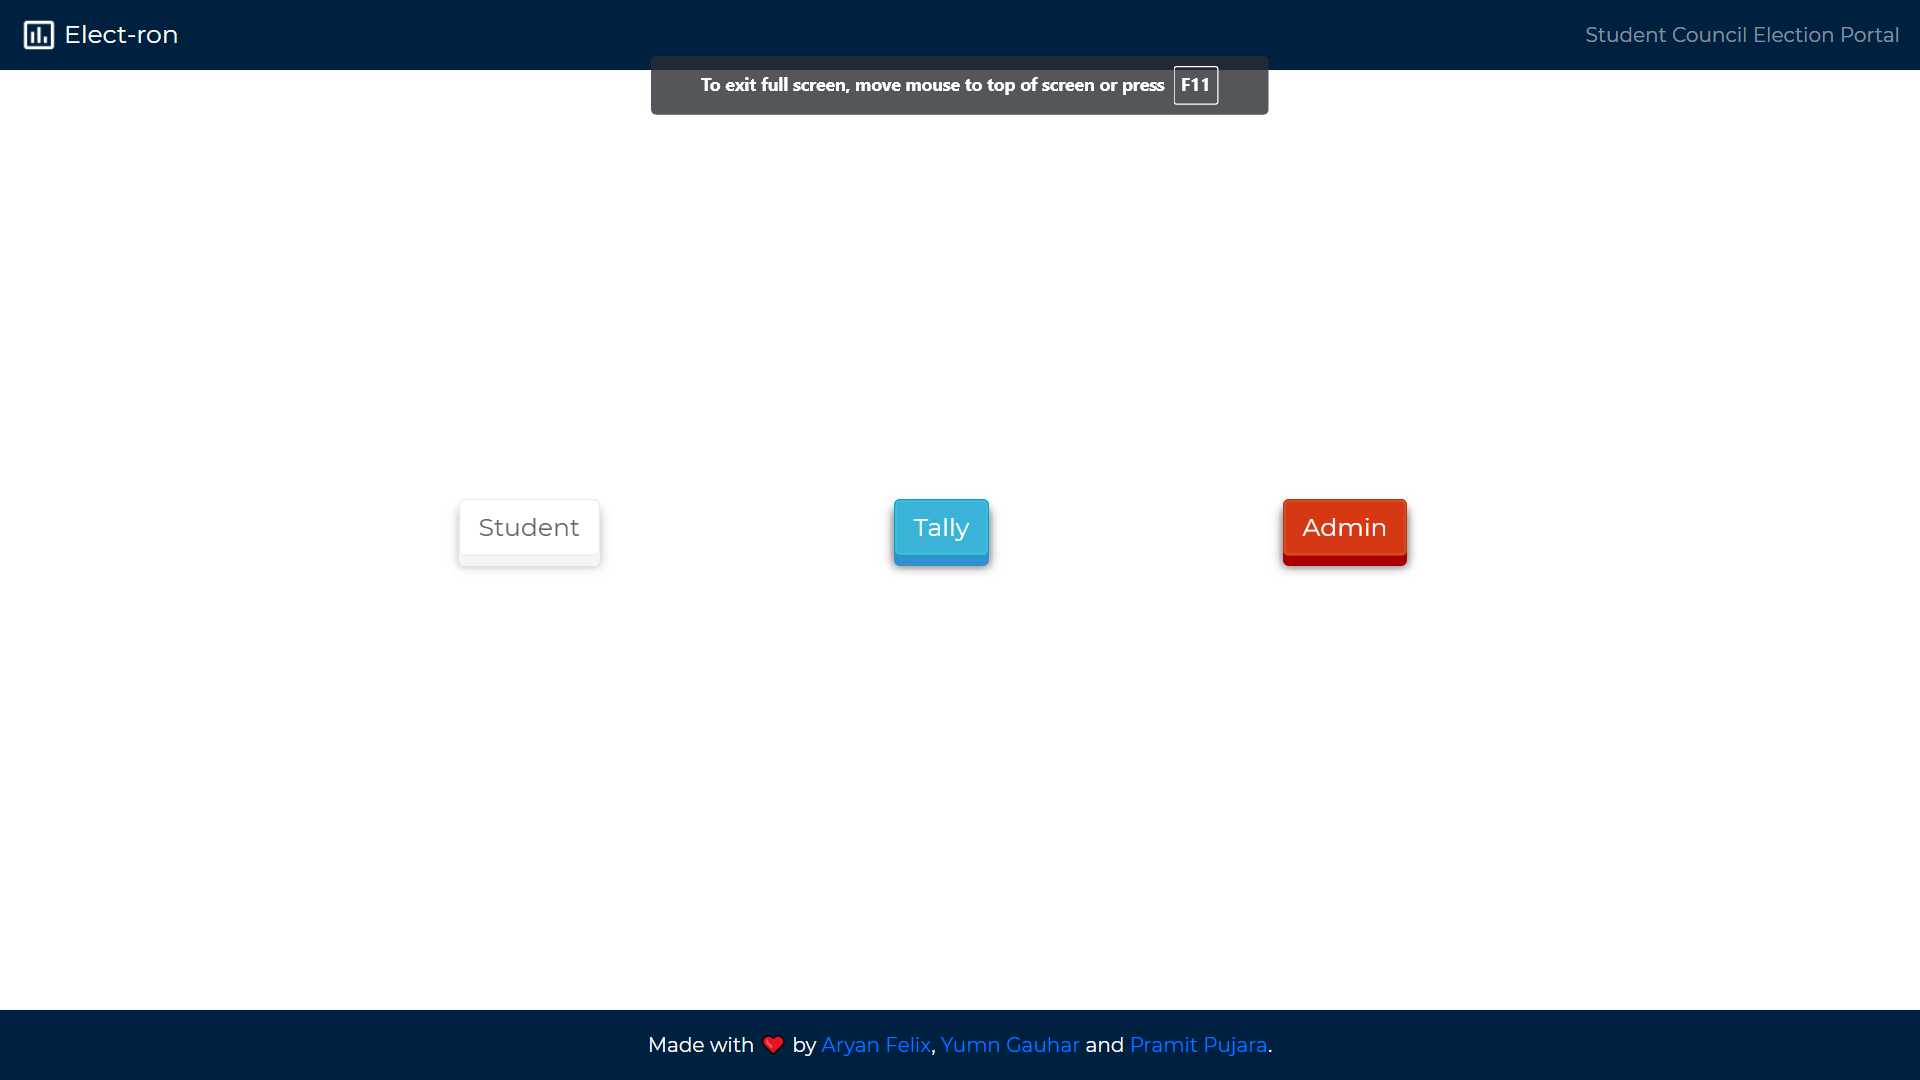 Elect-ron
Student Council Election Portal
To exit full screen, move mouse to top of screen or press F11
Student
Tally
Admin
Made with ❤️ by Aryan Felix, Yumn Gauhar and Pramit Pujara.